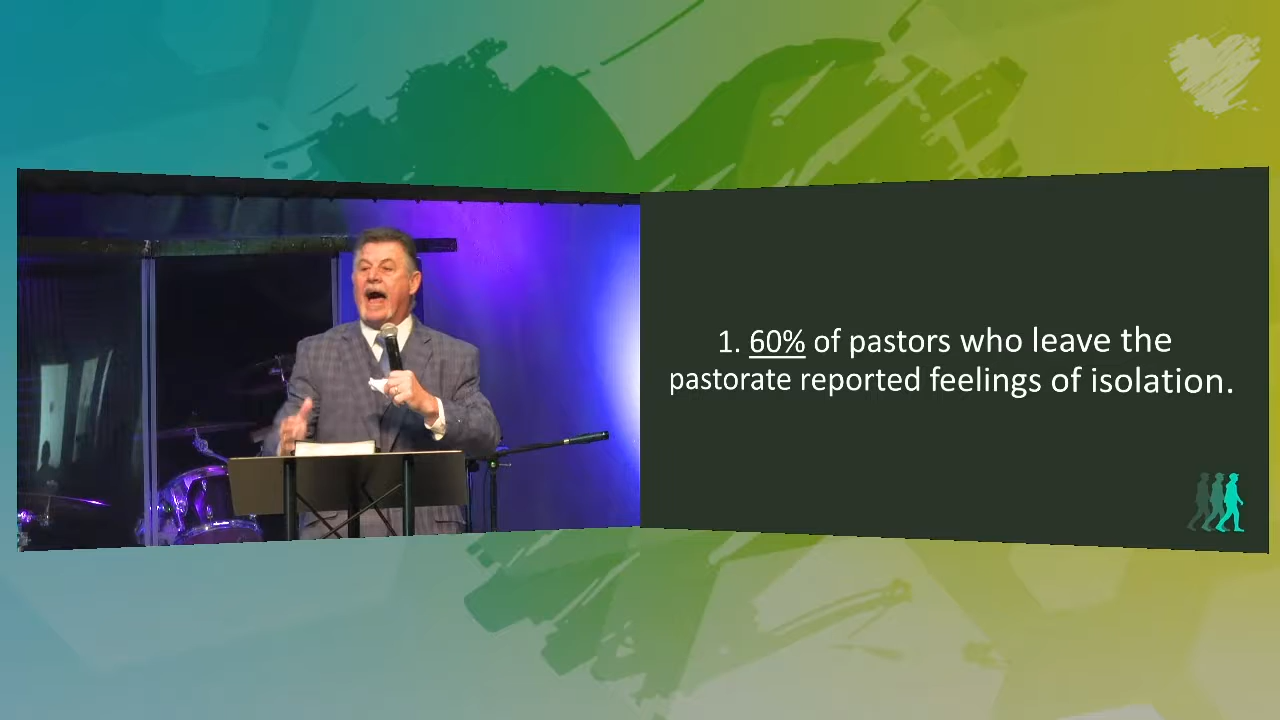 1. 60% of pastors who leave the
pastorate reported feelings of isolation.